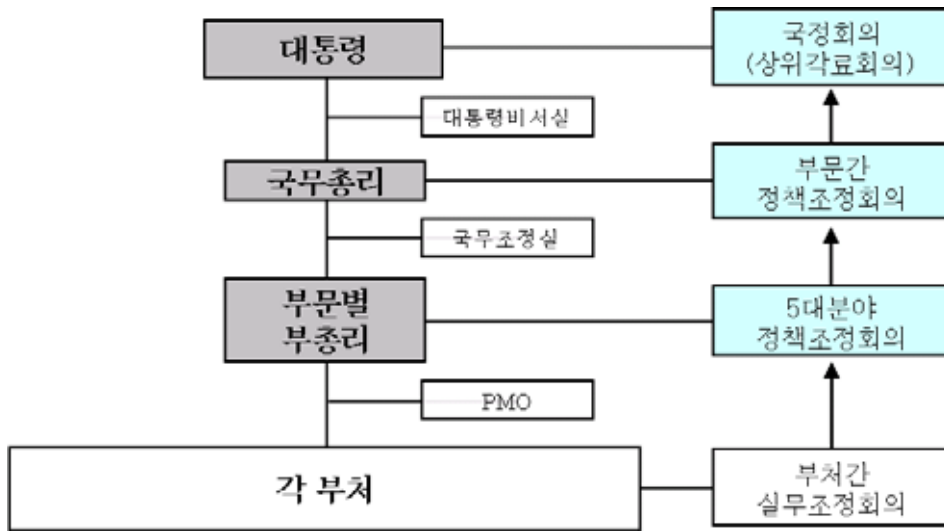 대통령
국정회의
(상위각료회의)
대통령비서실
국무총리
부문간
정책조정회의
국무조정실
부문별
부총리
5대분야
정책조정회의
PMO
각 부처
부처간
실무조정회의